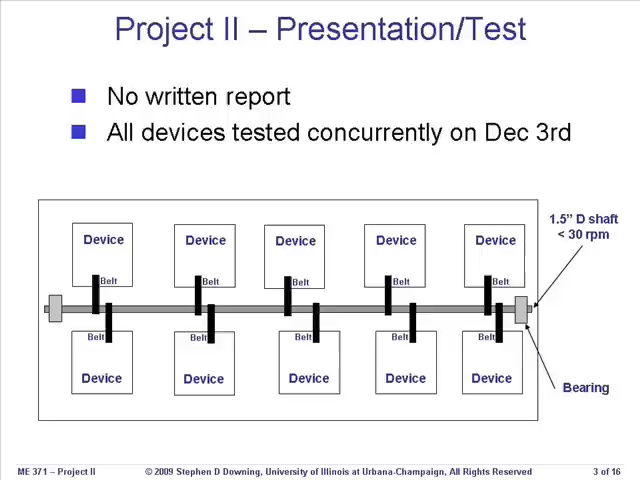 Project II – Presentation/Test
No written report
All devices tested concurrently on Dec 3rd
1.5” D shaft
< 30 rpm
Device Device Device Device Device
Belt Belt Belt Belt Belt
Belt Belt Belt Belt Belt
Device Device Device Device Device
Bearing
ME 371 – Project II © 2009 Stephen D Downing, University of Illinois at Urbana-Champaign, All Rights Reserved 3 of 16